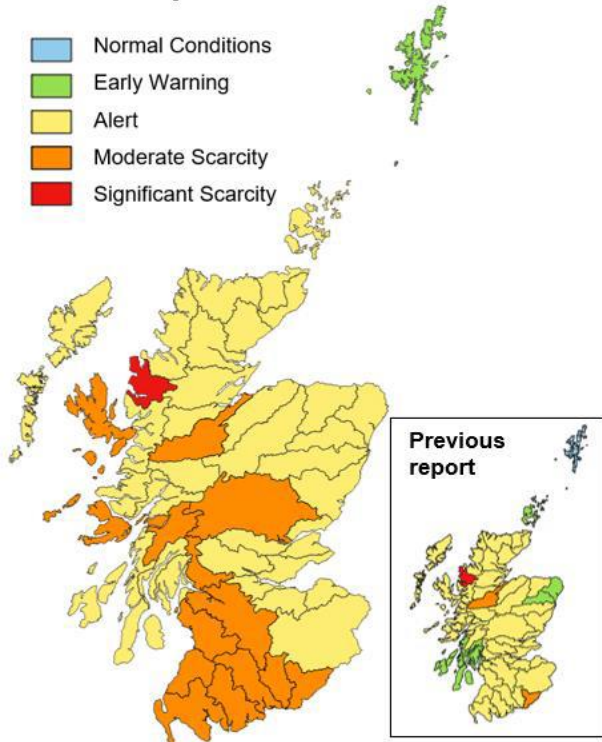 Normal Conditions
Early Warning
Alert
Moderate Scarcity
Significant Scarcity
Previous
report